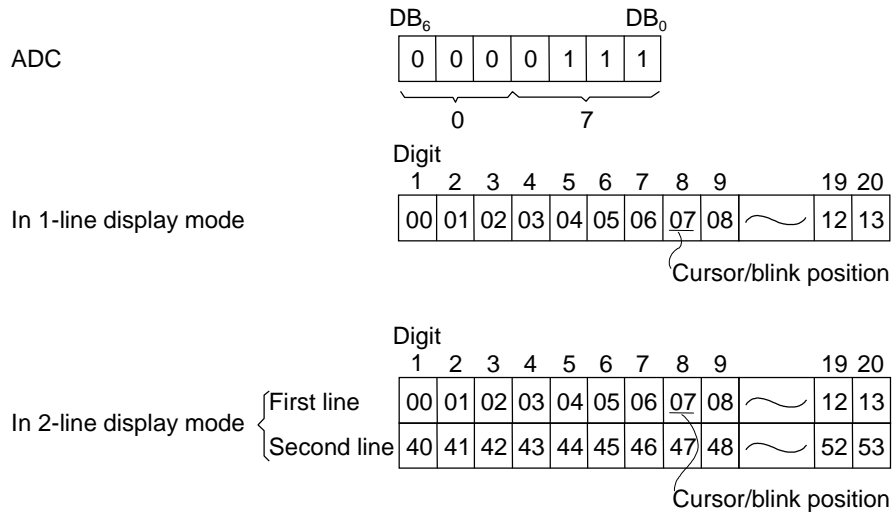 DB₆ DB₀
ADC 0 0 0 0 1 1 1
0 7
Digit
1 2 3 4 5 6 7 8 9 19 20
In 1-line display mode 00 01 02 03 04 05 06 07 08 12 13
Cursor/blink position
Digit
1 2 3 4 5 6 7 8 9 19 20
In 2-line display mode First line 00 01 02 03 04 05 06 07 08 12 13
Second line 40 41 42 43 44 45 46 47 48 52 53
Cursor/blink position